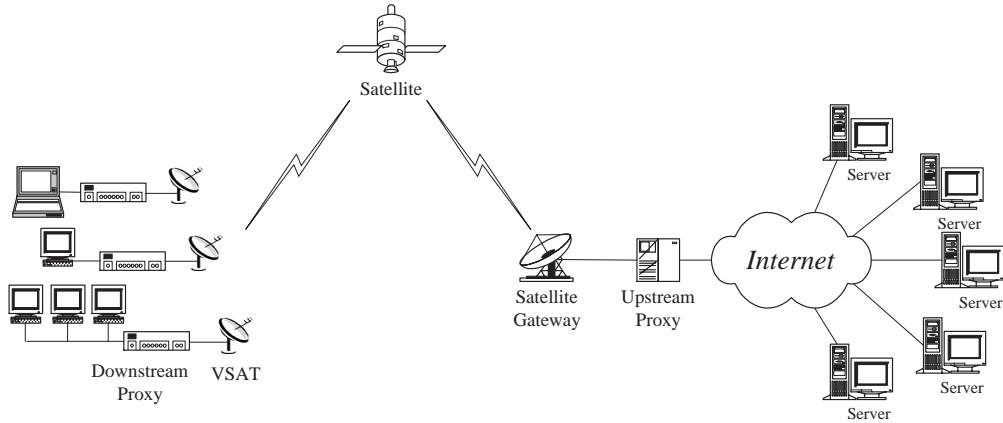 Satellite
Server
Server
Internet
Server
Satellite
Gateway
Upstream
Proxy
Downstream
Proxy
VSAT
Server
Server